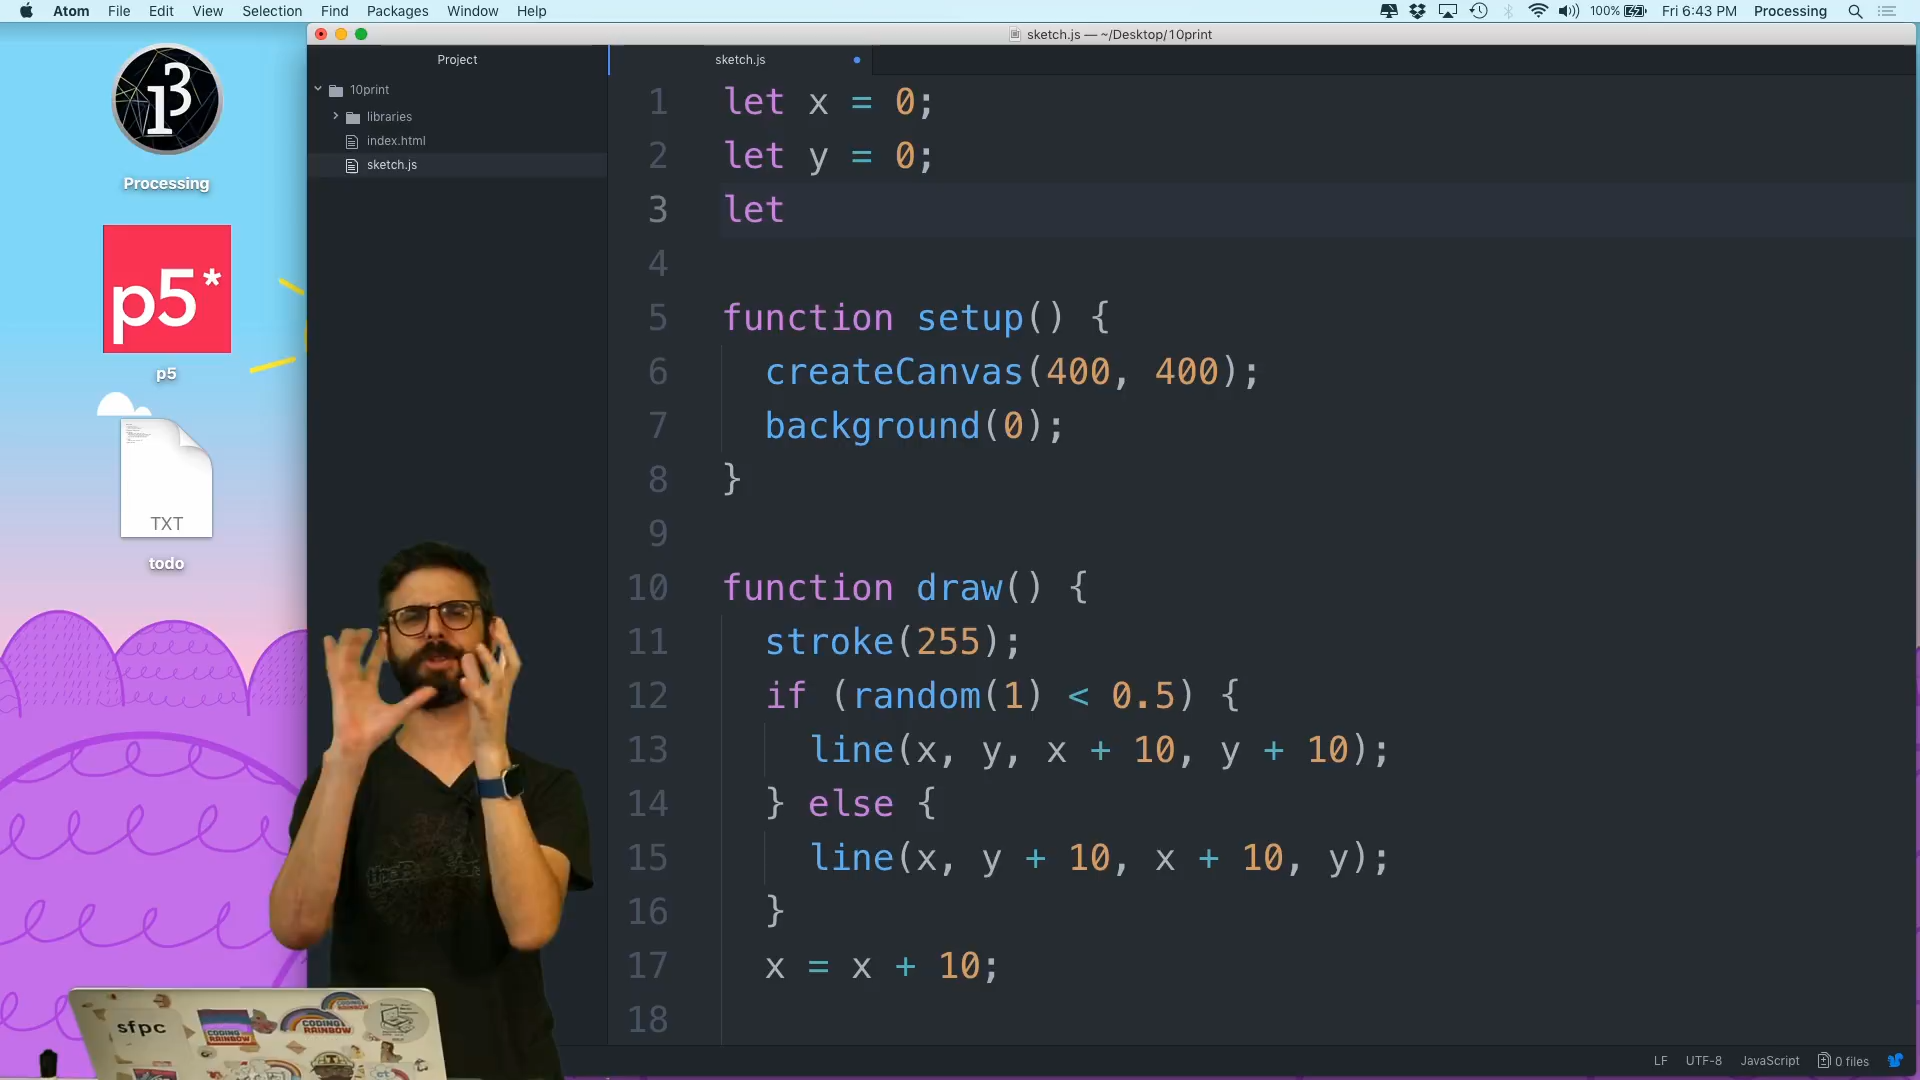 Atom File Edit View Selection Find Packages Window Help 100% Fri 6:43 PM Processing
sketch.js — ~/Desktop/10print
Project
sketch.js
10print
libraries
index.html
sketch.js
Processing
p5*
p5
TXT
todo
1 let x = 0;
2 let y = 0;
3 let
4
5 function setup() {
6 createCanvas(400, 400);
7 background(0);
8 }
9
10 function draw() {
11 stroke(255);
12 if (random(1) < 0.5) {
13 line(x, y, x + 10, y + 10);
14 } else {
15 line(x, y + 10, x + 10, y);
16 }
17 x = x + 10;
18
sfpc
CODING RAINBOW
CODING RAINBOW
LF UTF-8 JavaScript 0 files